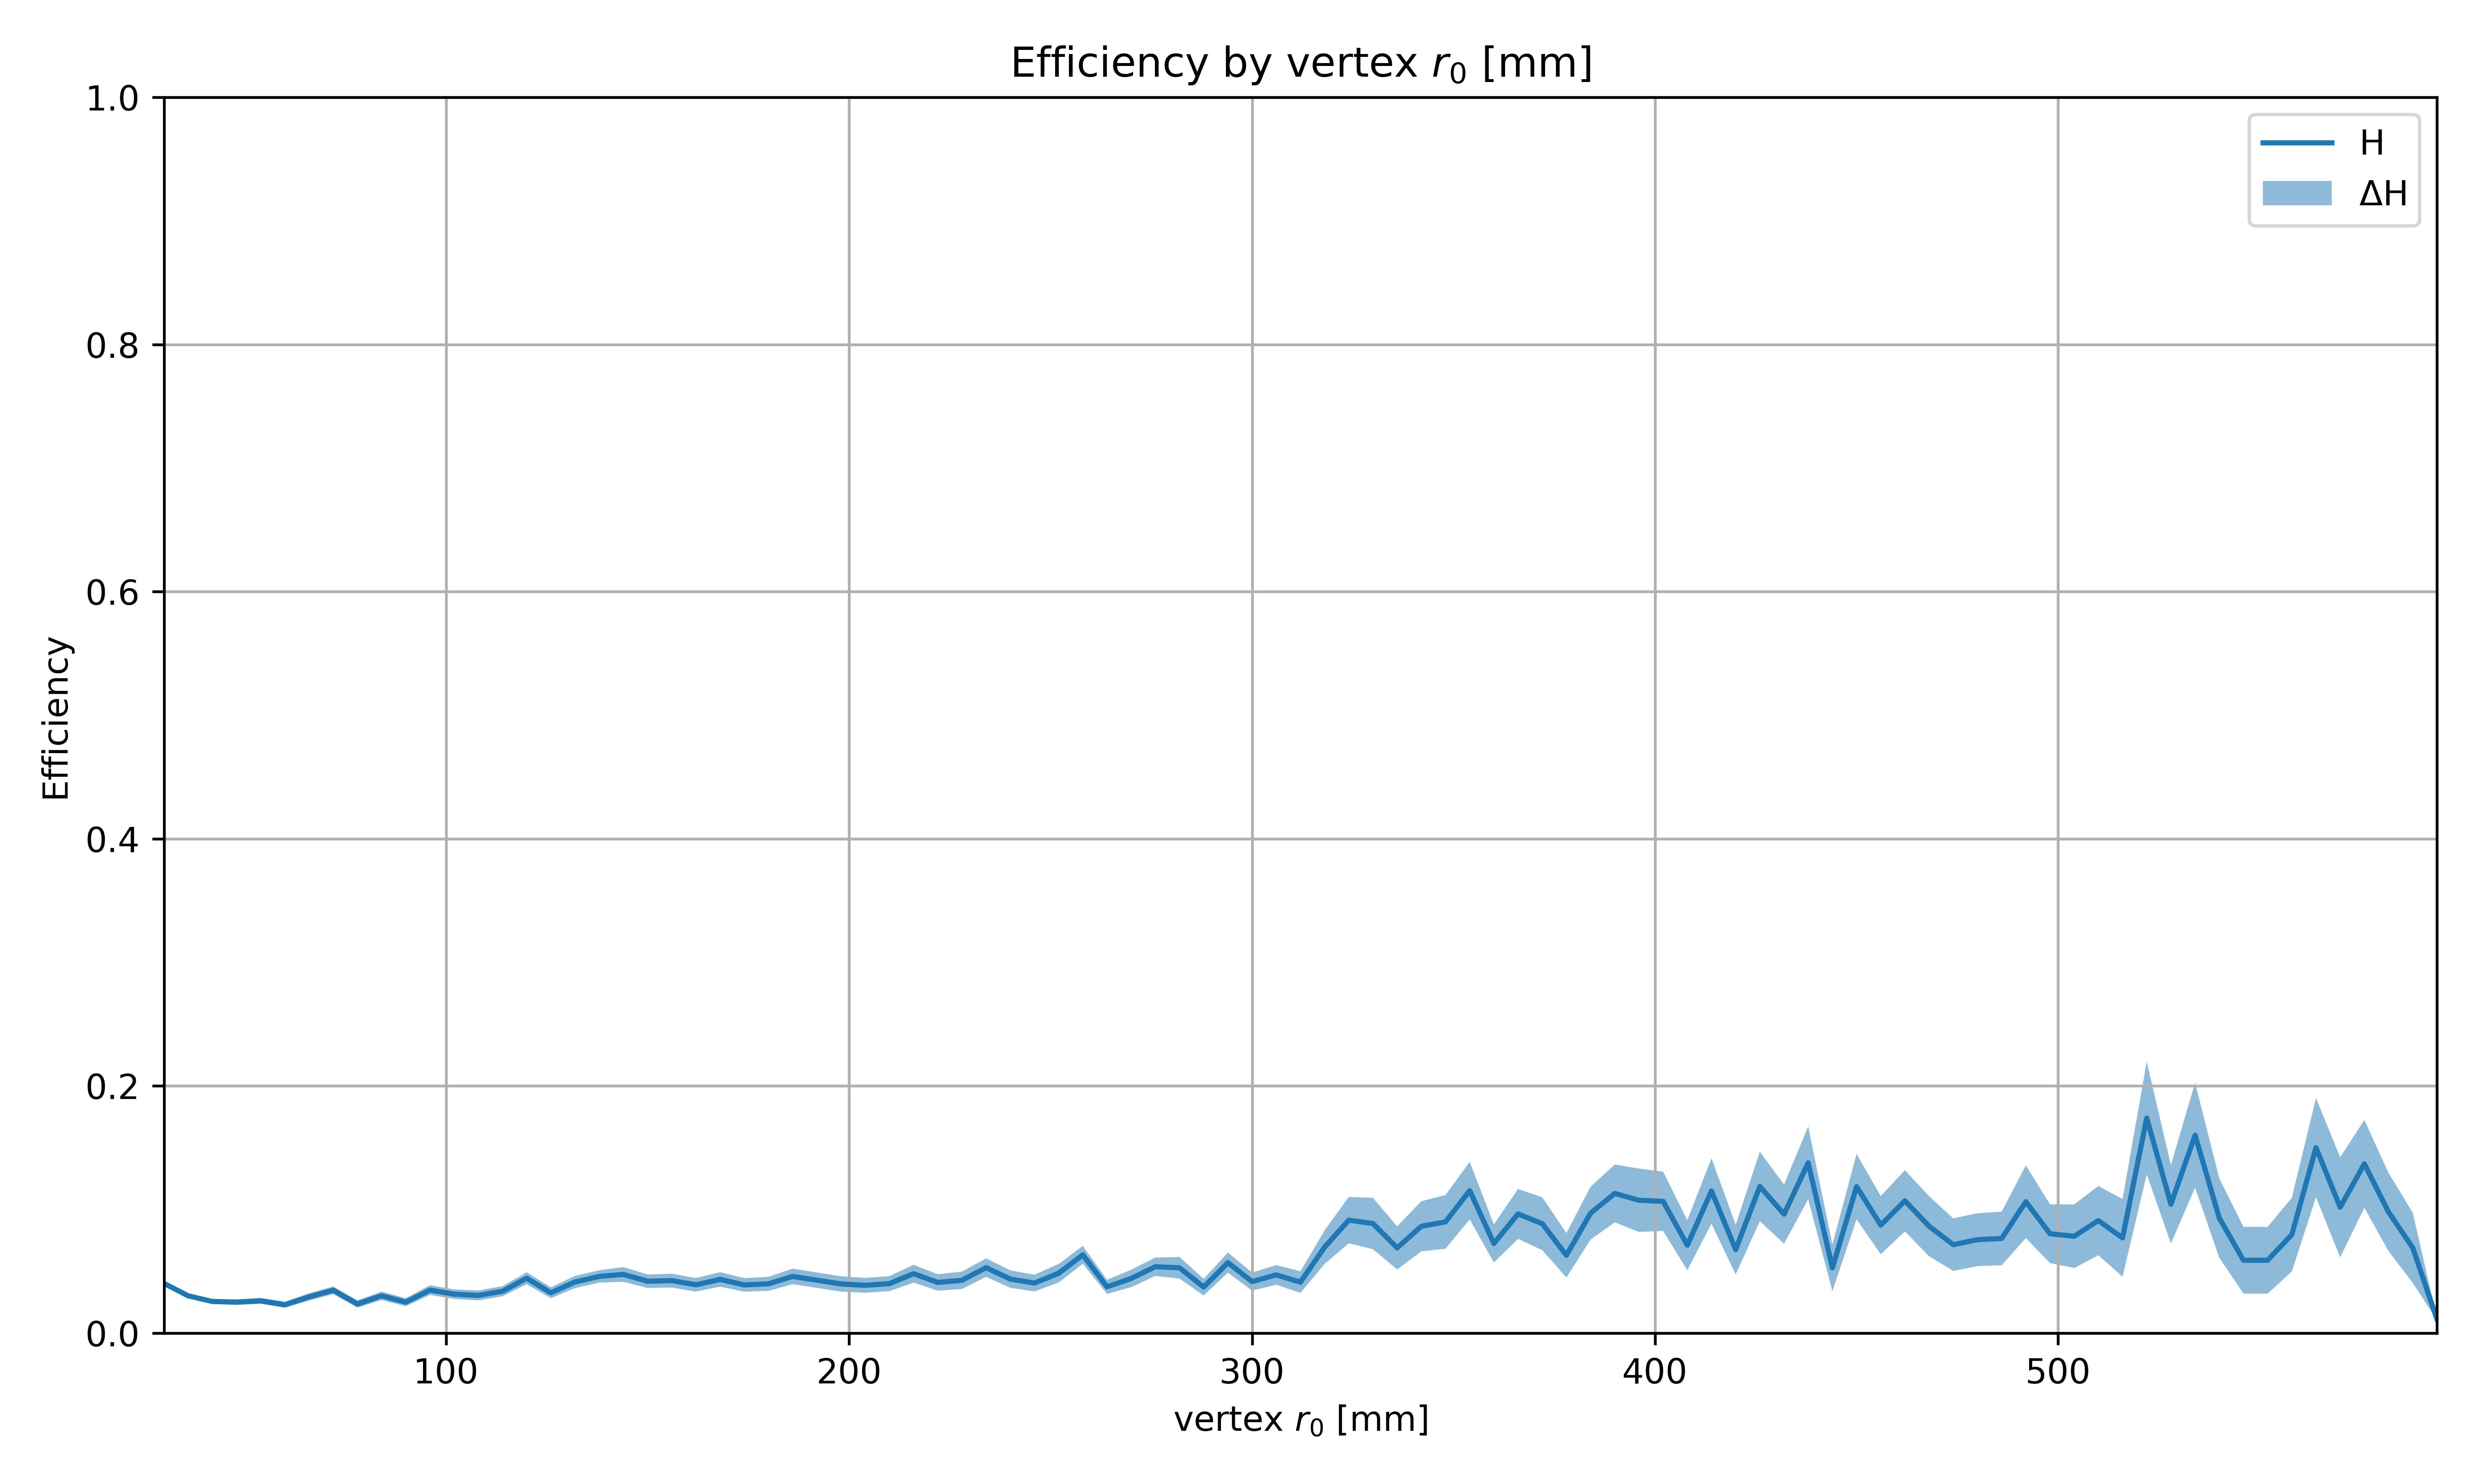 Efficiency by vertex r₀ [mm]
H
ΔH
1.0
0.8
0.6
0.4
0.2
0.0
Efficiency
100 200 300 400 500
vertex r₀ [mm]